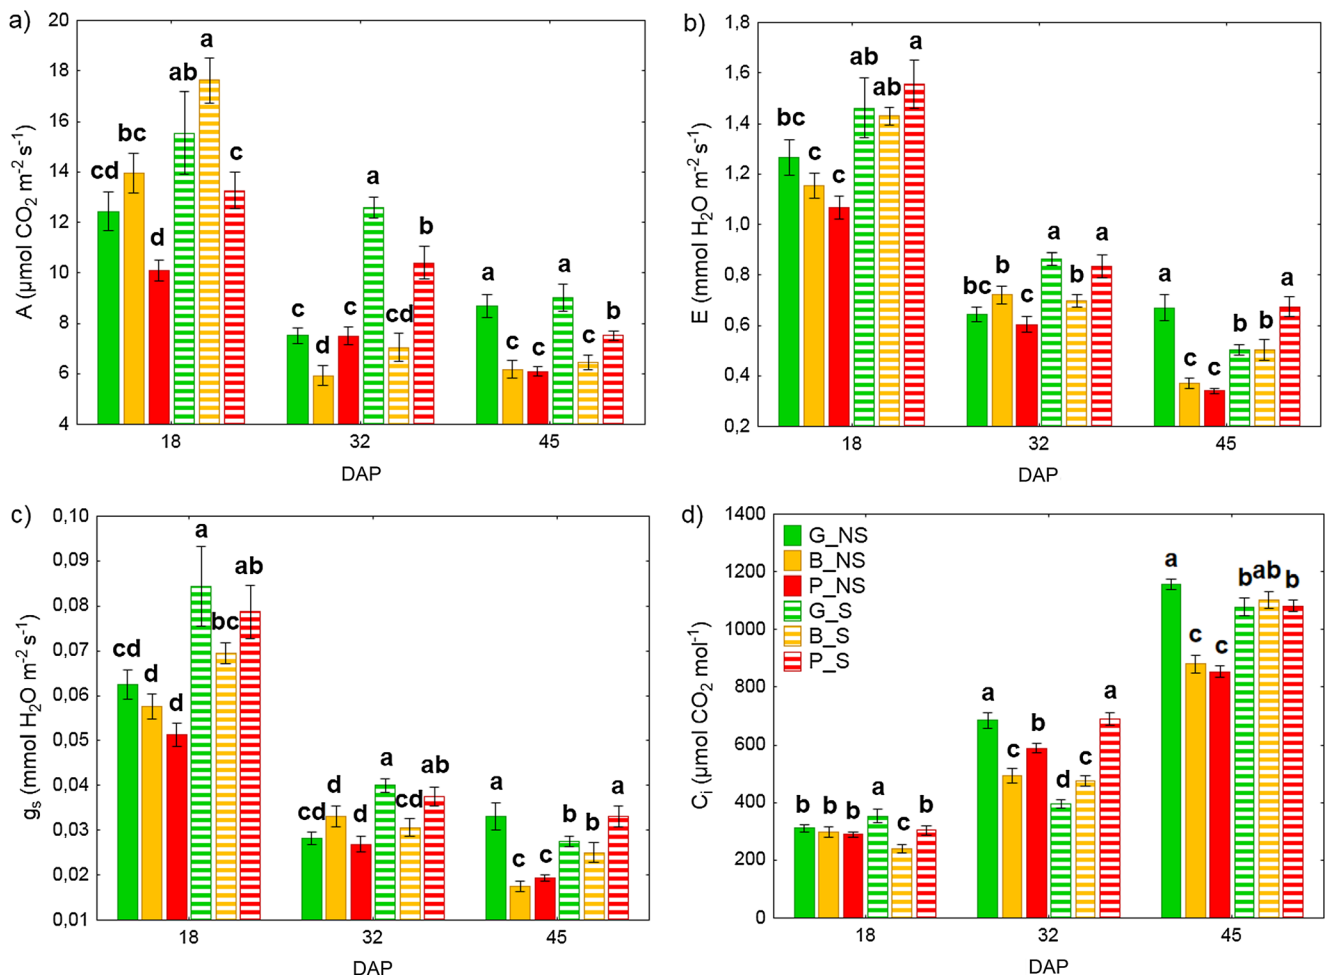 a)
20
18
16
14
12
10
8
6
4
A (µmol CO₂ m⁻² s⁻¹)
cd
bc
d
ab
a
c
c
d
c
a
cd
b
a
c
c
a
c
b
18 32 45
DAP
b)
1,8
1,6
1,4
1,2
1,0
0,8
0,6
0,4
0,2
E (mmol H₂O m⁻² s⁻¹)
bc
c
c
ab
ab
a
bc
b
c
a
b
a
a
c
c
b
b
a
18 32 45
DAP
c)
0,10
0,09
0,08
0,07
0,06
0,05
0,04
0,03
0,02
0,01
gₛ (mmol H₂O m⁻² s⁻¹)
cd
d
d
a
bc
ab
cd
d
d
a
cd
ab
a
c
c
b
b
a
18 32 45
DAP
d)
1400
1200
1000
800
600
400
200
0
Cᵢ (µmol CO₂ mol⁻¹)
G_NS
B_NS
P_NS
G_S
B_S
P_S
b
b
b
a
c
b
a
c
b
d
c
a
a
c
c
b
ab
b
18 32 45
DAP